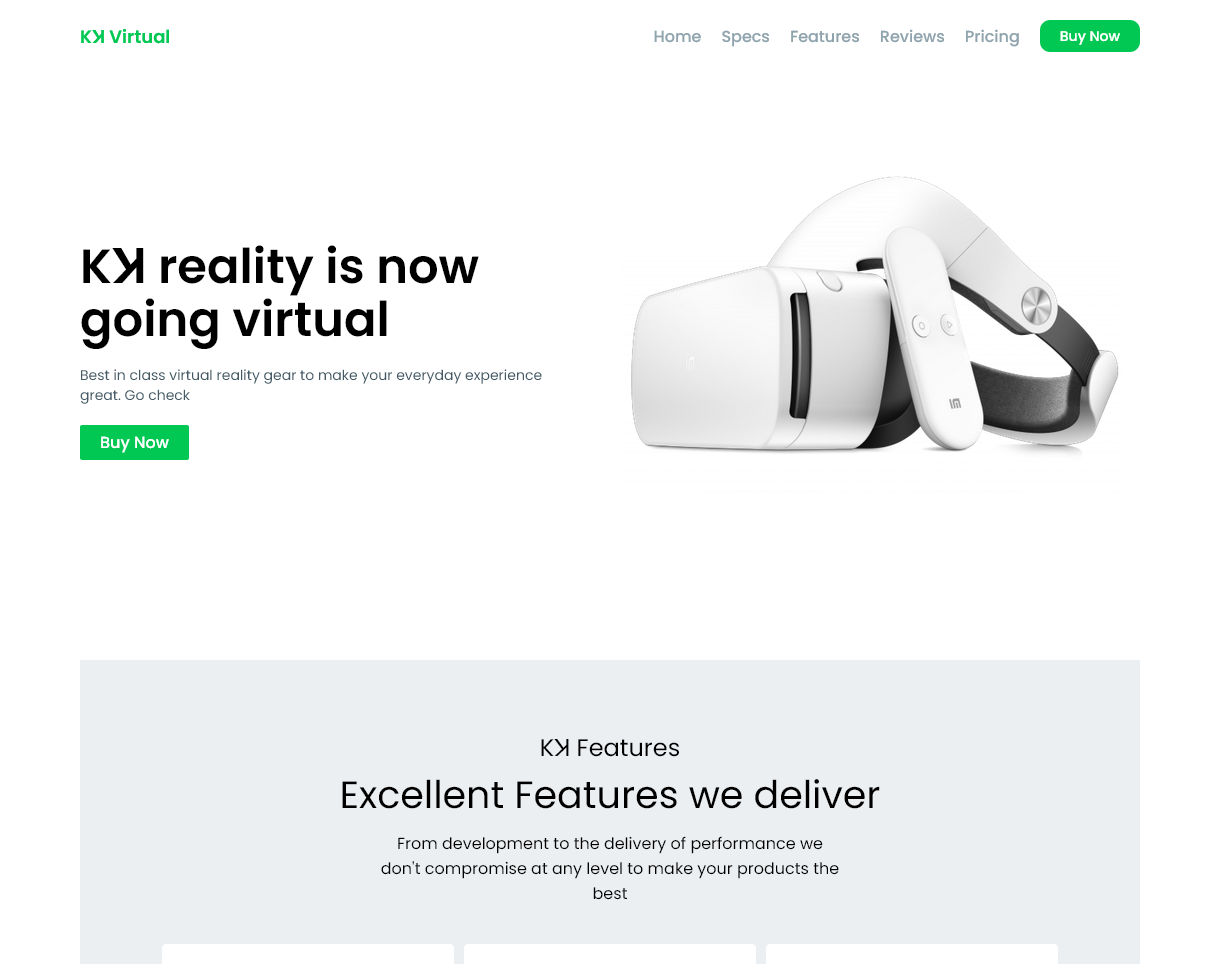 KꓘVirtual
Home
Specs
Features
Reviews
Pricing
Buy Now
Kꓘ reality is now
going virtual
Best in class virtual reality gear to make your everyday experience
great. Go check
Buy Now
Kꓘ Features
Excellent Features we deliver
From development to the delivery of performance we
don't compromise at any level to make your products the
best